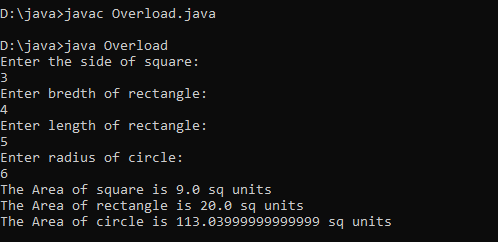 D:\java>javac Overload.java
D:\java>java Overload
Enter the side of square:
3
Enter bredth of rectangle:
4
Enter length of rectangle:
5
Enter radius of circle:
6
The Area of square is 9.0 sq units
The Area of rectangle is 20.0 sq units
The Area of circle is 113.03999999999999 sq units